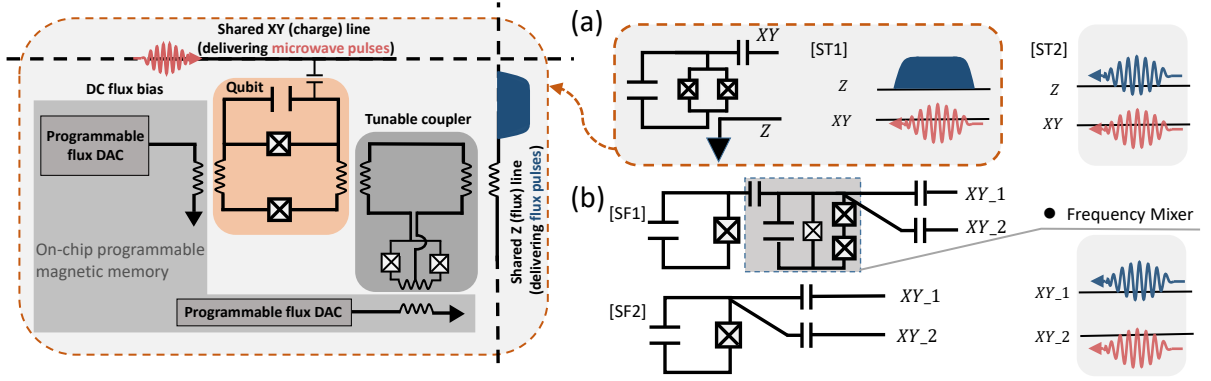 Shared XY (charge) line
(delivering microwave pulses)
DC flux bias
Qubit
Programmable
flux DAC
Tunable coupler
On-chip programmable
magnetic memory
Programmable flux DAC
Shared Z (flux) line
(delivering flux pulses)
(a)
XY
Z
[ST1]
Z
XY
[ST2]
Z
XY
(b)
[SF1]
XY_1
XY_2
● Frequency Mixer
[SF2]
XY_1
XY_2
XY_1
XY_2